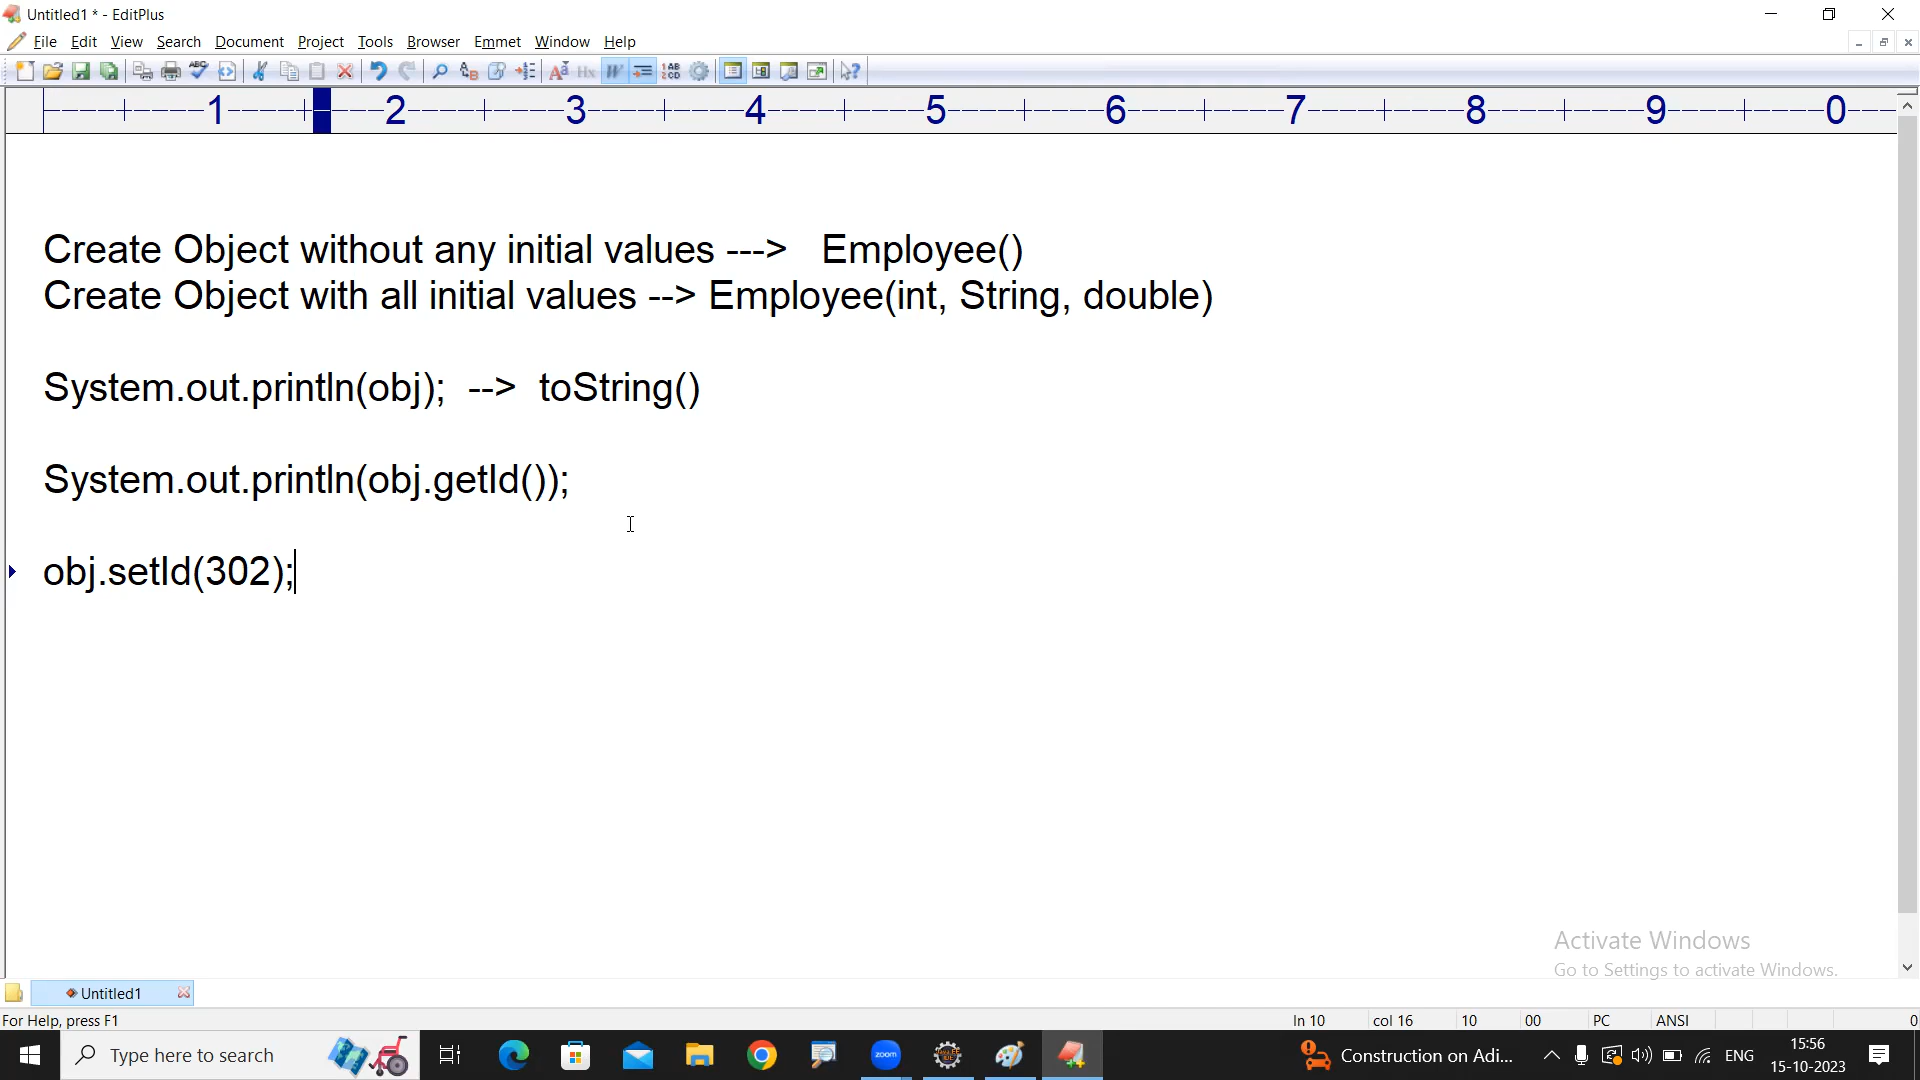 Untitled1 * - EditPlus
File Edit View Search Document Project Tools Browser Emmet Window Help
1 2 3 4 5 6 7 8 9 0
Create Object without any initial values ---> Employee()
Create Object with all initial values --> Employee(int, String, double)
System.out.println(obj); --> toString()
System.out.println(obj.getId());
obj.setId(302);
Activate Windows
Go to Settings to activate Windows.
Untitled1
For Help, press F1 ln 10 col 16 10 00 PC ANSI 0
Type here to search zoom Construction on Adi... ENG 15:56
15-10-2023